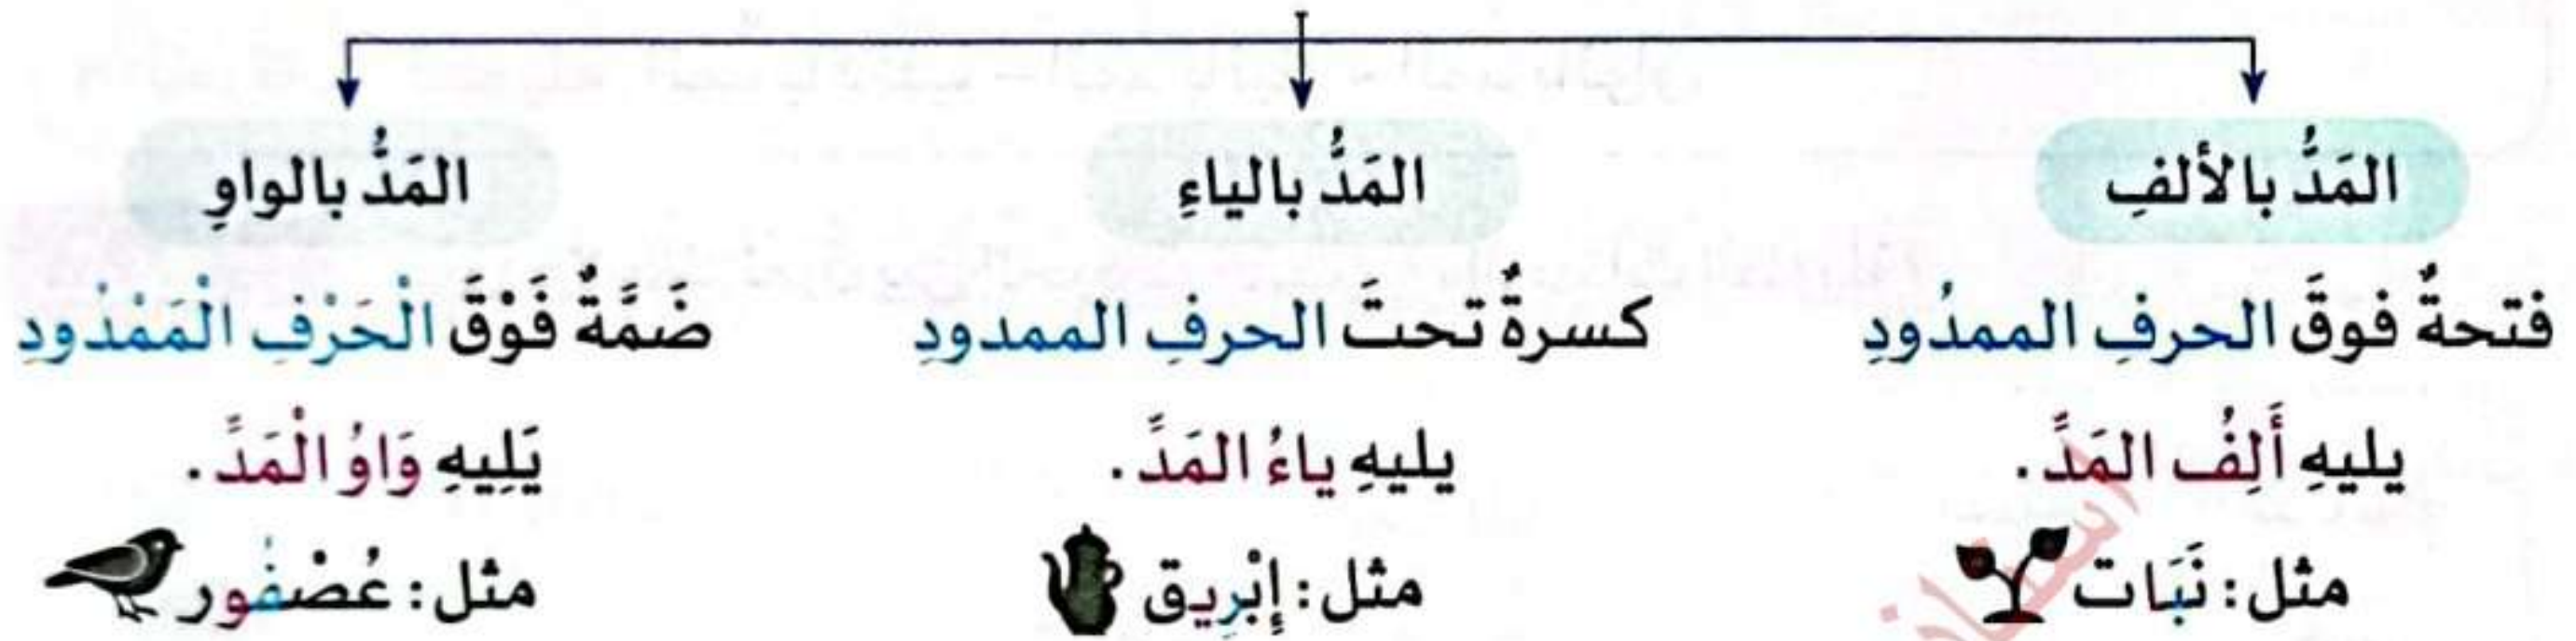 المَدُّ بالألفِ
فتحةٌ فوقَ الحرفِ الممدُودِ
يليهِ أَلِفُ المَدِّ.
مثل: نَبَات
المَدُّ بالياءِ
كسرةٌ تحتَ الحرفِ الممدودِ
يليهِ ياءُ المَدِّ.
مثل: إِبْرِيق
المَدُّ بالواوِ
ضَمَّةٌ فَوْقَ الْحَرْفِ الْمَمْدُودِ
يَلِيهِ وَاوُ الْمَدِّ.
مثل: عُصْفُور